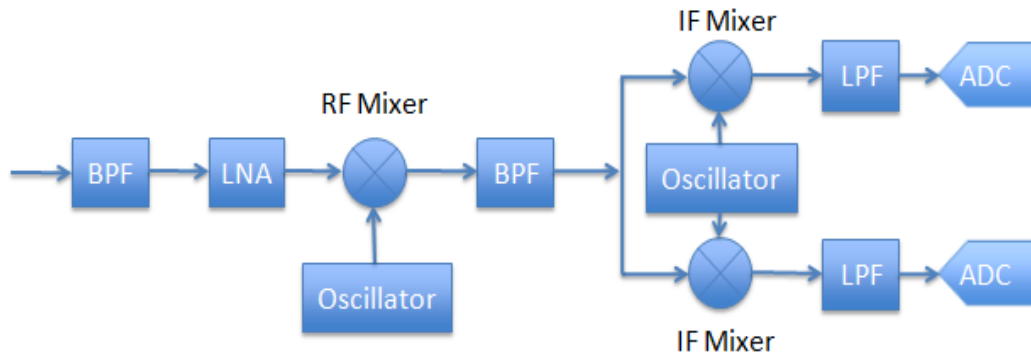 IF Mixer
LPF
ADC
RF Mixer
BPF
LNA
BPF
Oscillator
Oscillator
LPF
ADC
IF Mixer